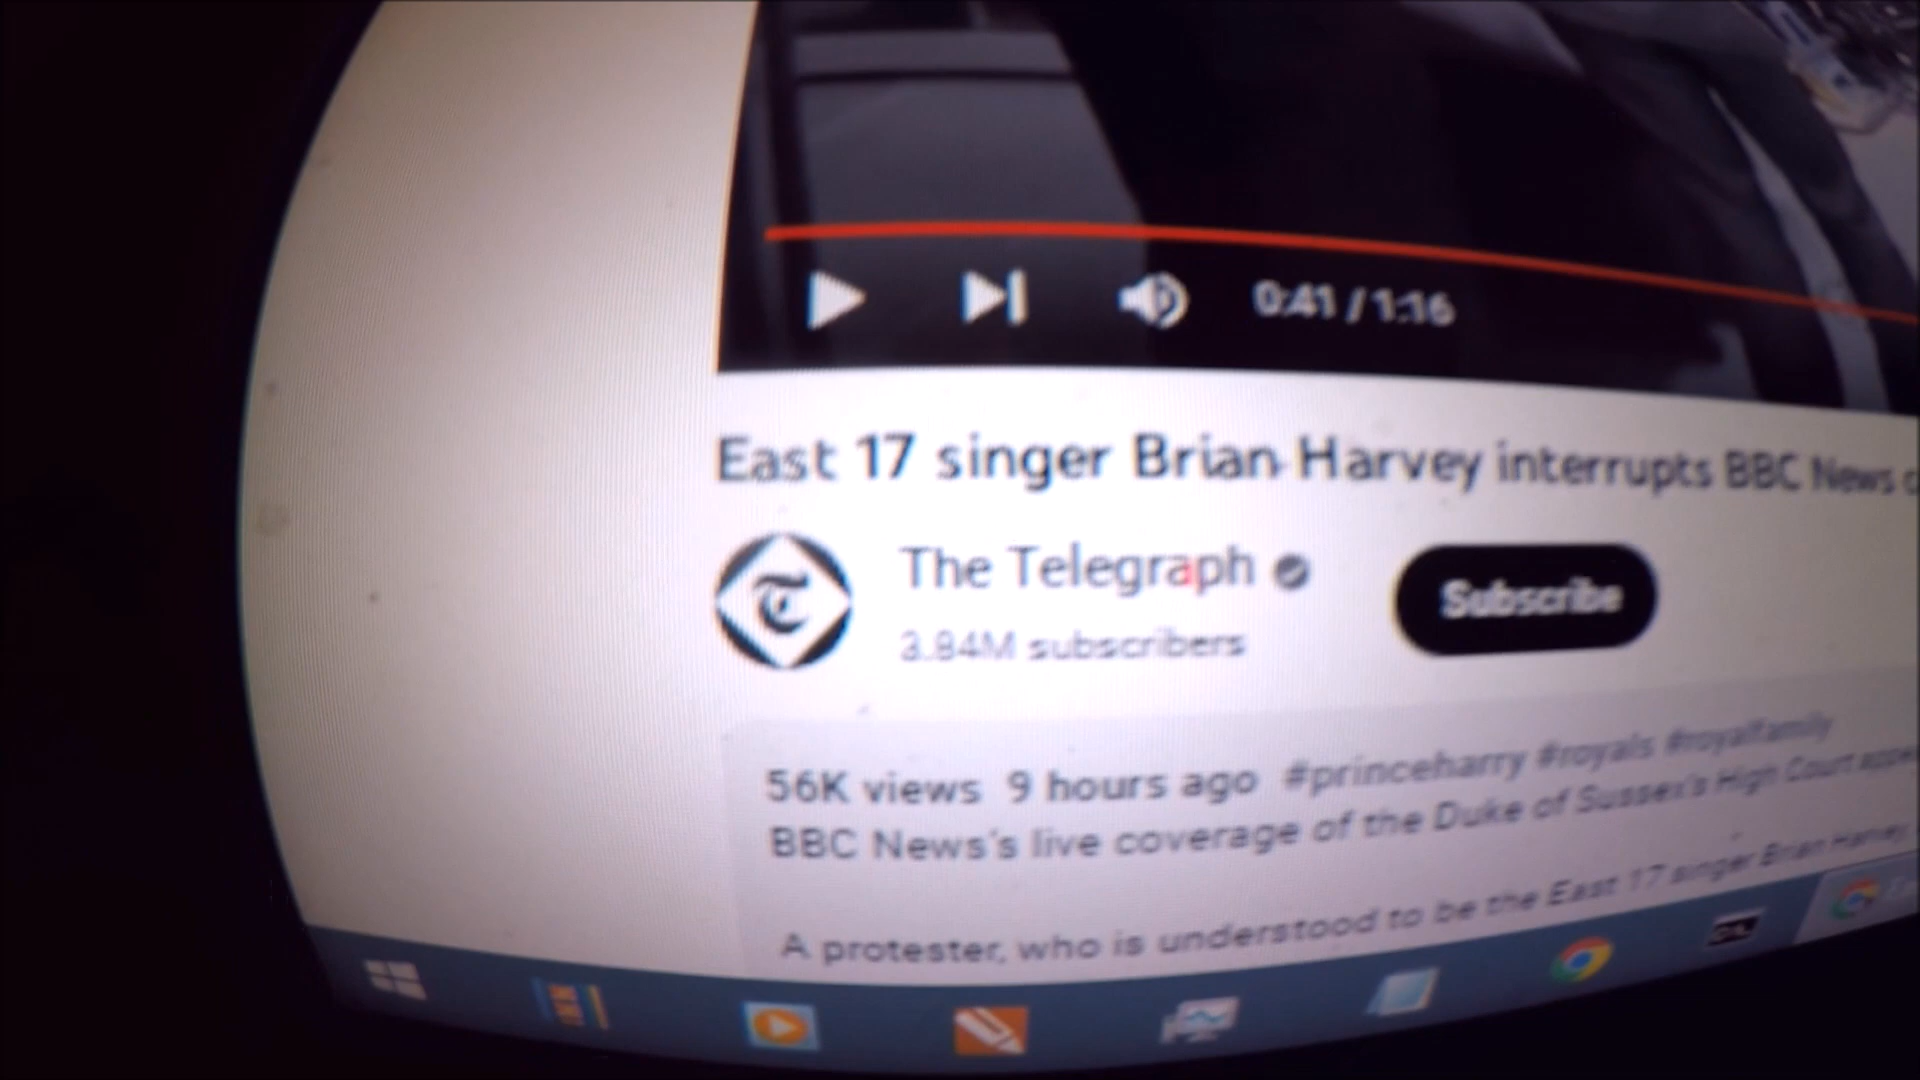 0:41 / 1:16
East 17 singer Brian Harvey interrupts BBC News
The Telegraph
Subscribe
3.84M subscribers
56K views 9 hours ago #princeharry #royals #royalfamily
BBC News's live coverage of the Duke of Sussex's High Court
A protester, who is understood to be the East 17 singer Brian Harvey,